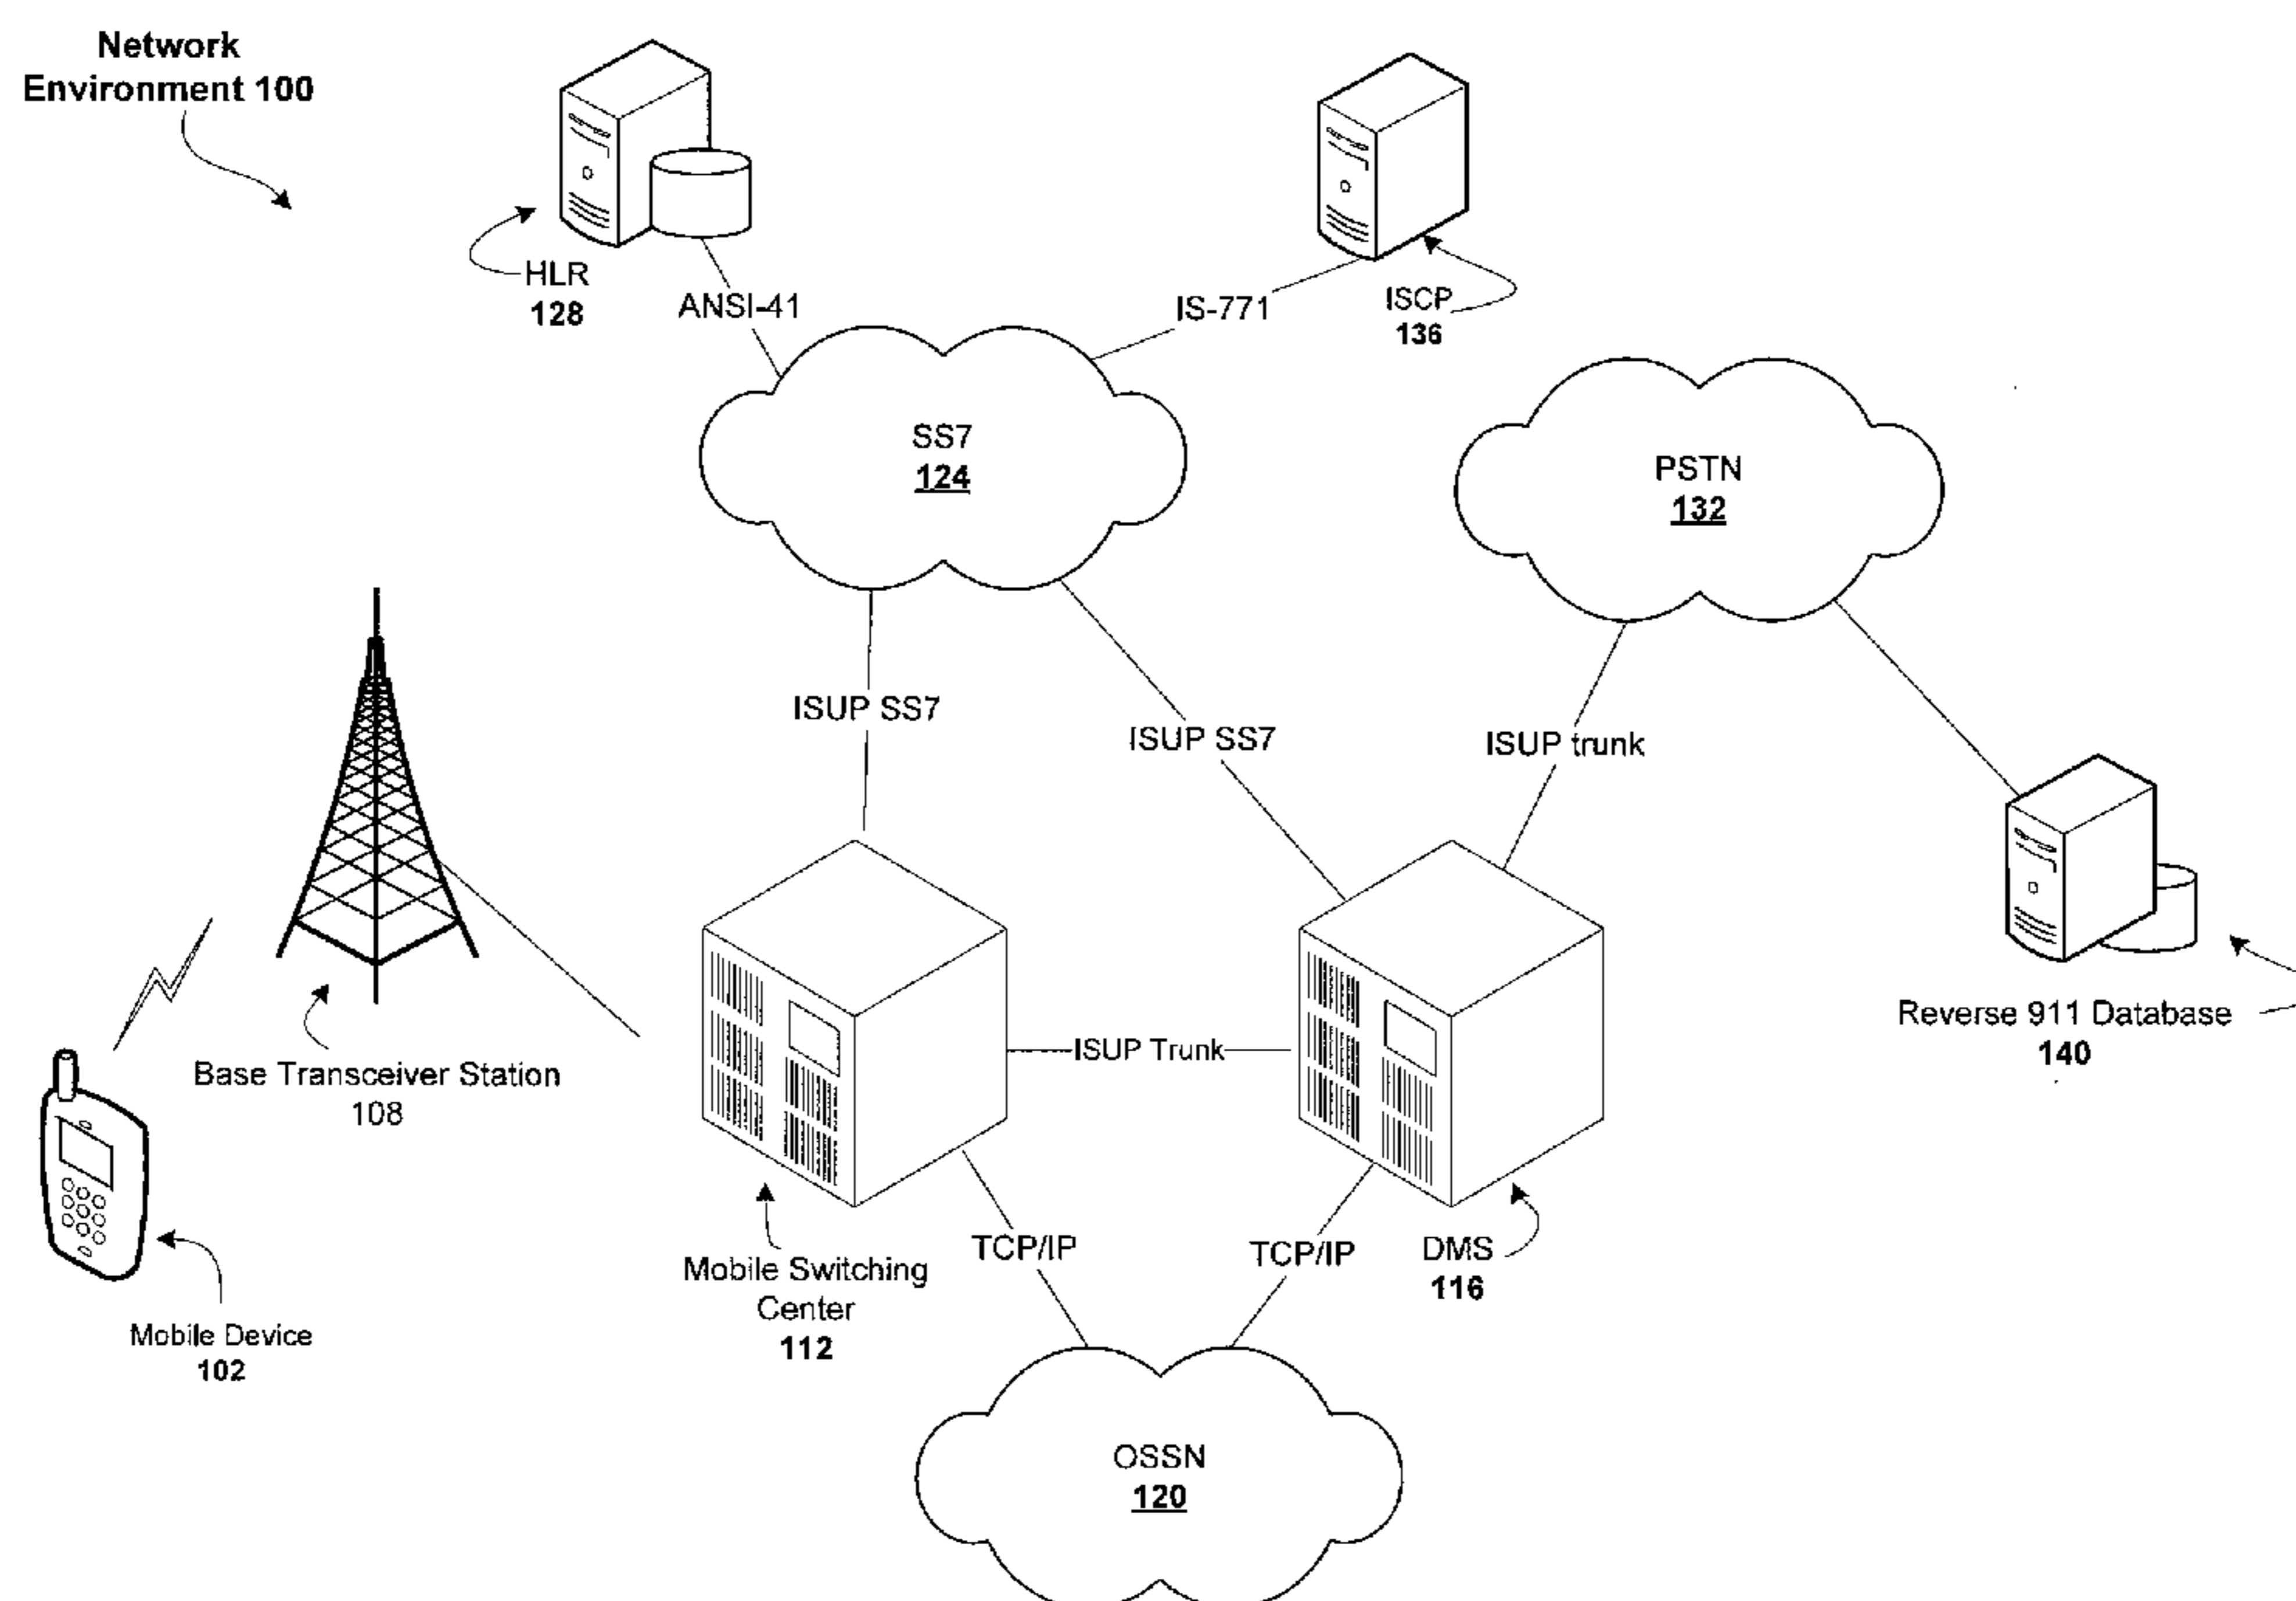 Network
Environment 100
HLR
128
ANSI-41
IS-771
ISCP
136
SS7
124
PSTN
132
ISUP SS7
ISUP SS7
ISUP trunk
Base Transceiver Station
108
ISUP Trunk
Reverse 911 Database
140
Mobile Device
102
Mobile Switching
Center
112
TCP/IP
TCP/IP
DMS
116
OSSN
120